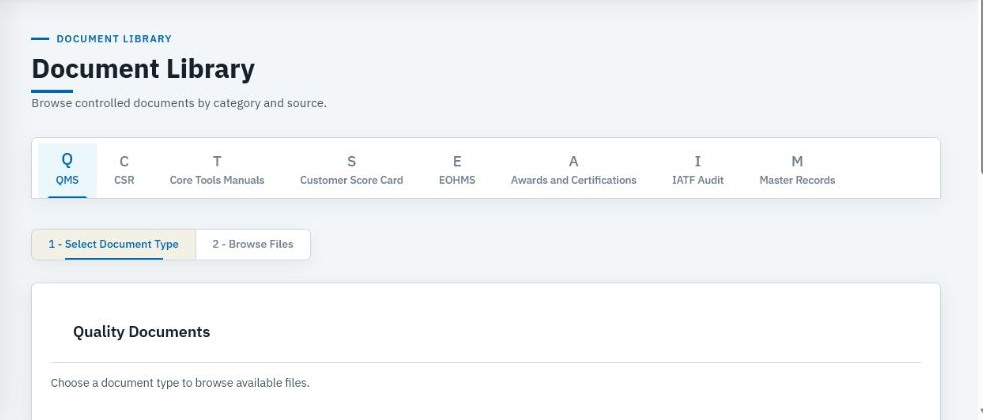 DOCUMENT LIBRARY
Document Library
Browse controlled documents by category and source.
Q C T S E A I M
QMS CSR Core Tools Manuals Customer Score Card EOHMS Awards and Certifications IATF Audit Master Records
1 - Select Document Type 2 - Browse Files
Quality Documents
Choose a document type to browse available files.